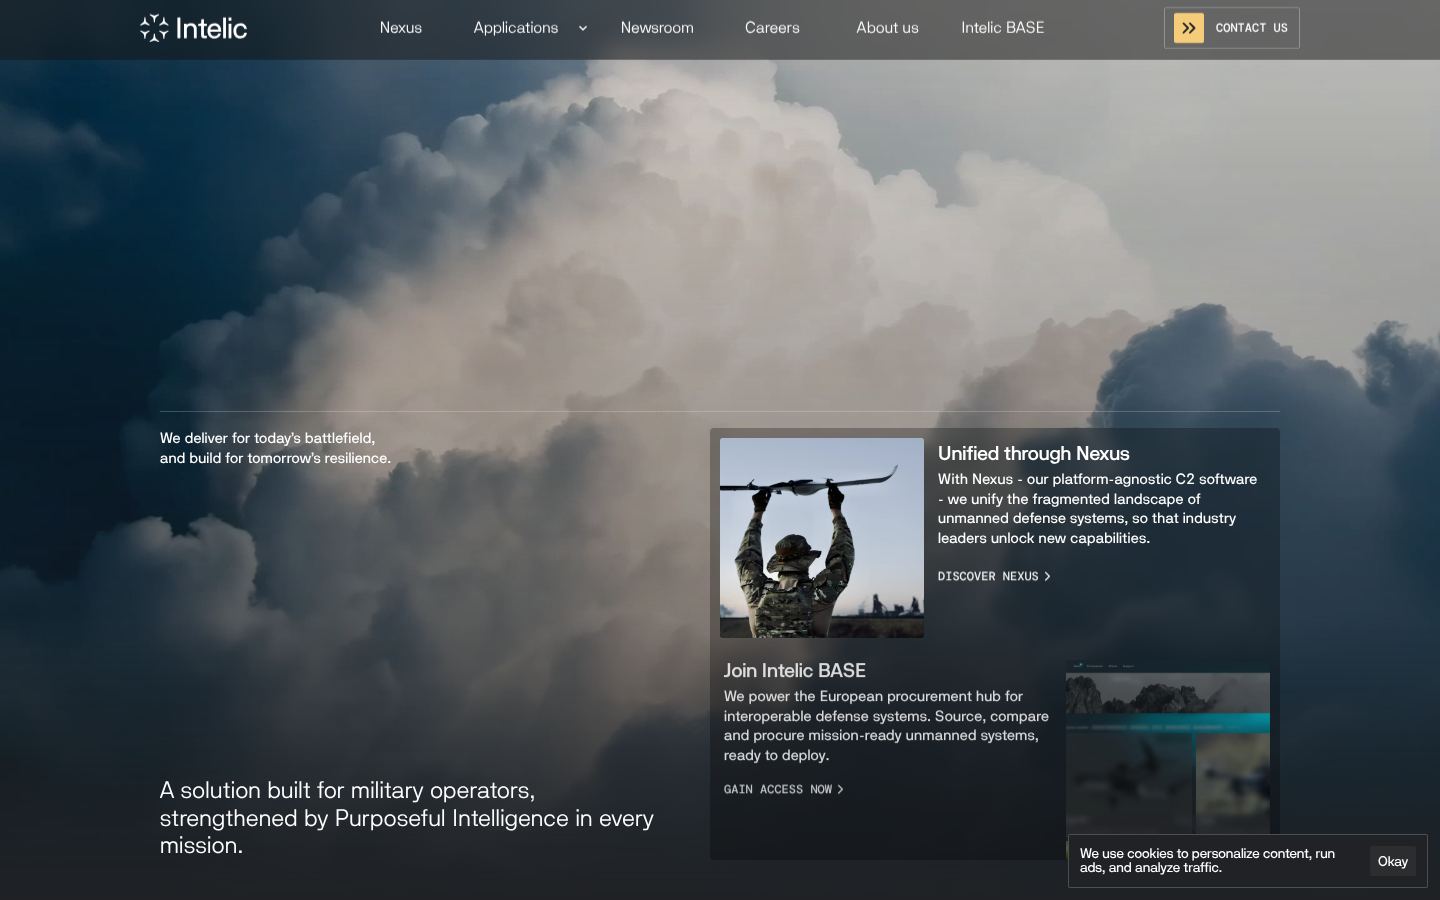 Intelic
Nexus
Applications
Newsroom
Careers
About us
Intelic BASE
CONTACT US
We deliver for today’s battlefield,
and build for tomorrow’s resilience.
Unified through Nexus
With Nexus - our platform-agnostic C2 software
- we unify the fragmented landscape of
unmanned defense systems, so that industry
leaders unlock new capabilities.
DISCOVER NEXUS
Join Intelic BASE
We power the European procurement hub for
interoperable defense systems. Source, compare
and procure mission-ready unmanned systems,
ready to deploy.
GAIN ACCESS NOW
A solution built for military operators,
strengthened by Purposeful Intelligence in every
mission.
We use cookies to personalize content, run
ads, and analyze traffic.
Okay